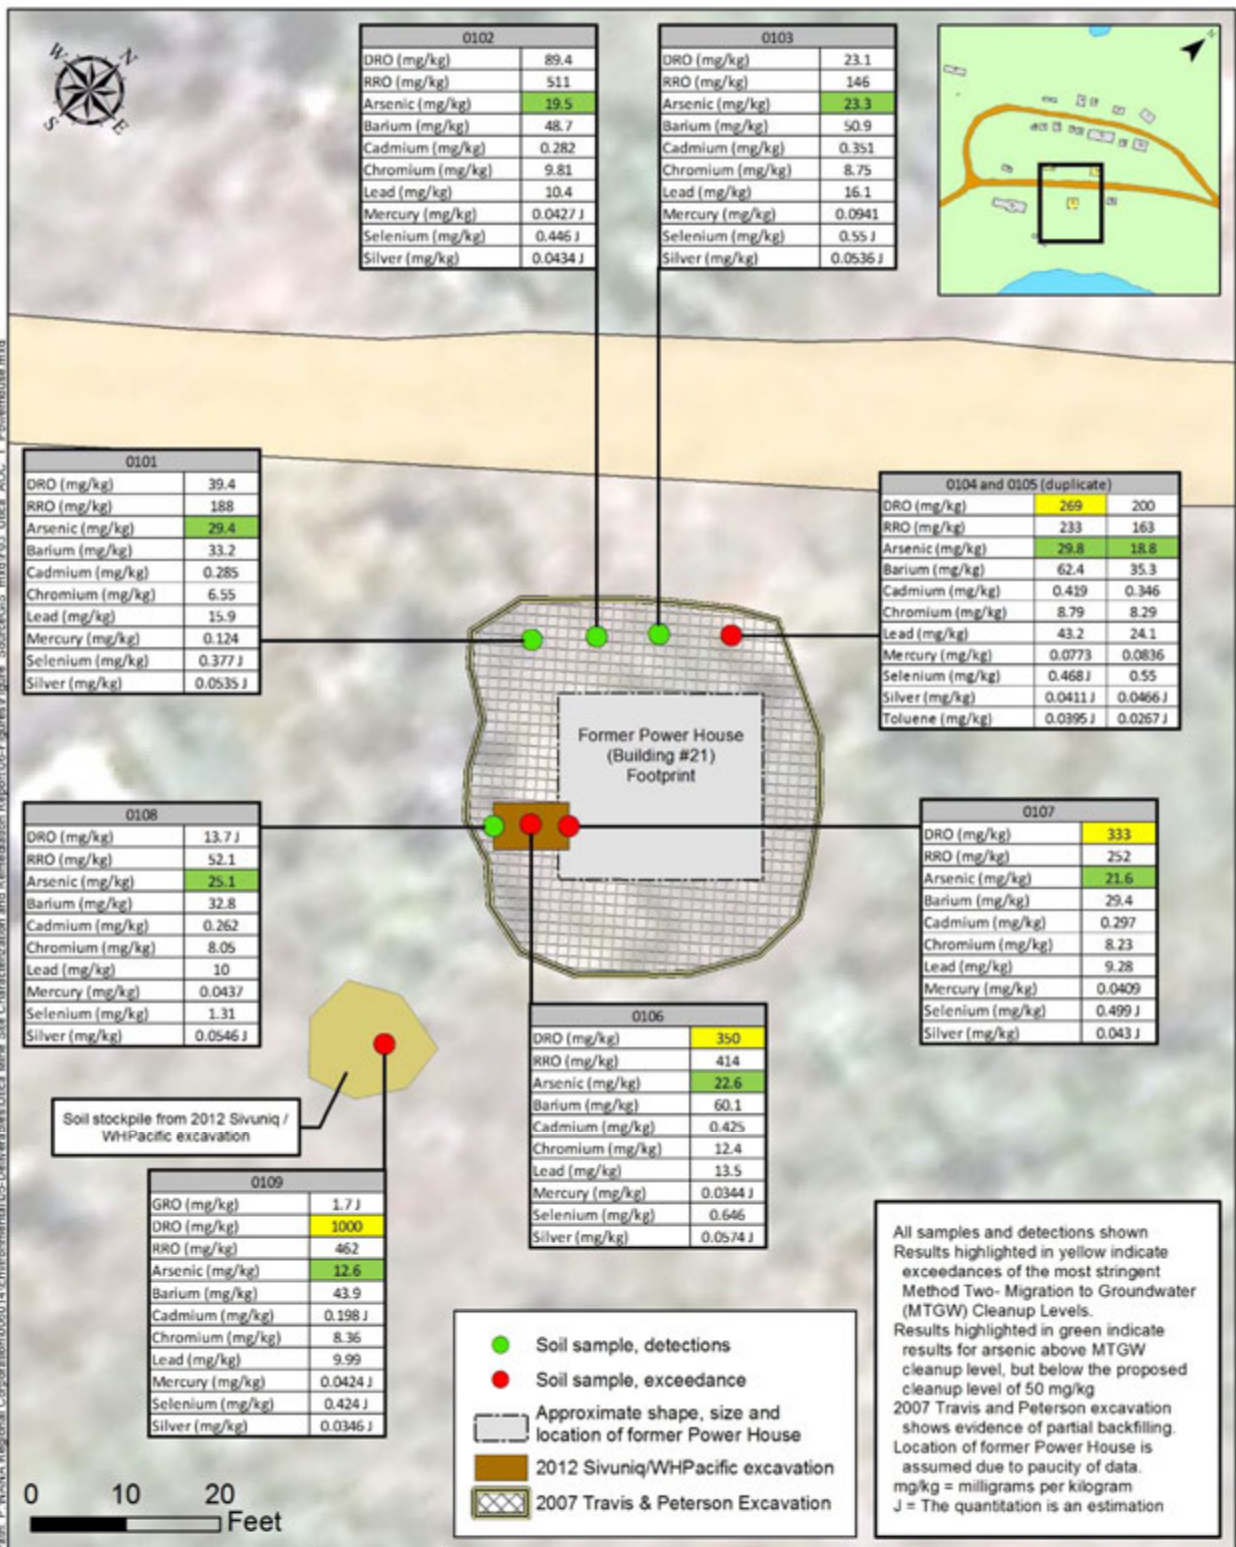 W
N
S
E
0102
DRO (mg/kg) 89.4
RRO (mg/kg) 511
Arsenic (mg/kg) 19.5
Barium (mg/kg) 48.7
Cadmium (mg/kg) 0.282
Chromium (mg/kg) 9.81
Lead (mg/kg) 10.4
Mercury (mg/kg) 0.0427 J
Selenium (mg/kg) 0.446 J
Silver (mg/kg) 0.0434 J
0103
DRO (mg/kg) 23.1
RRO (mg/kg) 146
Arsenic (mg/kg) 23.3
Barium (mg/kg) 50.9
Cadmium (mg/kg) 0.351
Chromium (mg/kg) 8.75
Lead (mg/kg) 16.1
Mercury (mg/kg) 0.0941
Selenium (mg/kg) 0.55 J
Silver (mg/kg) 0.0536 J
0101
DRO (mg/kg) 39.4
RRO (mg/kg) 188
Arsenic (mg/kg) 29.4
Barium (mg/kg) 33.2
Cadmium (mg/kg) 0.285
Chromium (mg/kg) 6.55
Lead (mg/kg) 15.9
Mercury (mg/kg) 0.124
Selenium (mg/kg) 0.377 J
Silver (mg/kg) 0.0535 J
0104 and 0105 (duplicate)
DRO (mg/kg) 269 200
RRO (mg/kg) 233 163
Arsenic (mg/kg) 29.8 18.8
Barium (mg/kg) 62.4 35.3
Cadmium (mg/kg) 0.419 0.346
Chromium (mg/kg) 8.79 8.29
Lead (mg/kg) 43.2 24.1
Mercury (mg/kg) 0.0773 0.0836
Selenium (mg/kg) 0.468 J 0.55
Silver (mg/kg) 0.0411 J 0.0466 J
Toluene (mg/kg) 0.0395 J 0.0267 J
Former Power House
(Building #21)
Footprint
0108
DRO (mg/kg) 13.7 J
RRO (mg/kg) 52.1
Arsenic (mg/kg) 25.1
Barium (mg/kg) 32.8
Cadmium (mg/kg) 0.262
Chromium (mg/kg) 8.05
Lead (mg/kg) 10
Mercury (mg/kg) 0.0437
Selenium (mg/kg) 1.31
Silver (mg/kg) 0.0546 J
0107
DRO (mg/kg) 333
RRO (mg/kg) 252
Arsenic (mg/kg) 21.6
Barium (mg/kg) 29.4
Cadmium (mg/kg) 0.297
Chromium (mg/kg) 8.23
Lead (mg/kg) 9.28
Mercury (mg/kg) 0.0409
Selenium (mg/kg) 0.499 J
Silver (mg/kg) 0.043 J
0106
DRO (mg/kg) 350
RRO (mg/kg) 414
Arsenic (mg/kg) 22.6
Barium (mg/kg) 60.1
Cadmium (mg/kg) 0.425
Chromium (mg/kg) 12.4
Lead (mg/kg) 13.5
Mercury (mg/kg) 0.0344 J
Selenium (mg/kg) 0.646
Silver (mg/kg) 0.0574 J
Soil stockpile from 2012 Sivuniq /
WHPacific excavation
0109
GRO (mg/kg) 1.7 J
DRO (mg/kg) 1000
RRO (mg/kg) 462
Arsenic (mg/kg) 12.6
Barium (mg/kg) 43.9
Cadmium (mg/kg) 0.198 J
Chromium (mg/kg) 8.36
Lead (mg/kg) 9.99
Mercury (mg/kg) 0.0424 J
Selenium (mg/kg) 0.424 J
Silver (mg/kg) 0.0346 J
0 10 20
Feet
Soil sample, detections
Soil sample, exceedance
Approximate shape, size and
location of former Power House
2012 Sivuniq/WHPacific excavation
2007 Travis & Peterson Excavation
All samples and detections shown
Results highlighted in yellow indicate
exceedances of the most stringent
Method Two- Migration to Groundwater
(MTGW) Cleanup Levels.
Results highlighted in green indicate
results for arsenic above MTGW
cleanup level, but below the proposed
cleanup level of 50 mg/kg
2007 Travis and Peterson excavation
shows evidence of partial backfilling.
Location of former Power House is
assumed due to paucity of data.
mg/kg = milligrams per kilogram
J = The quantitation is an estimation